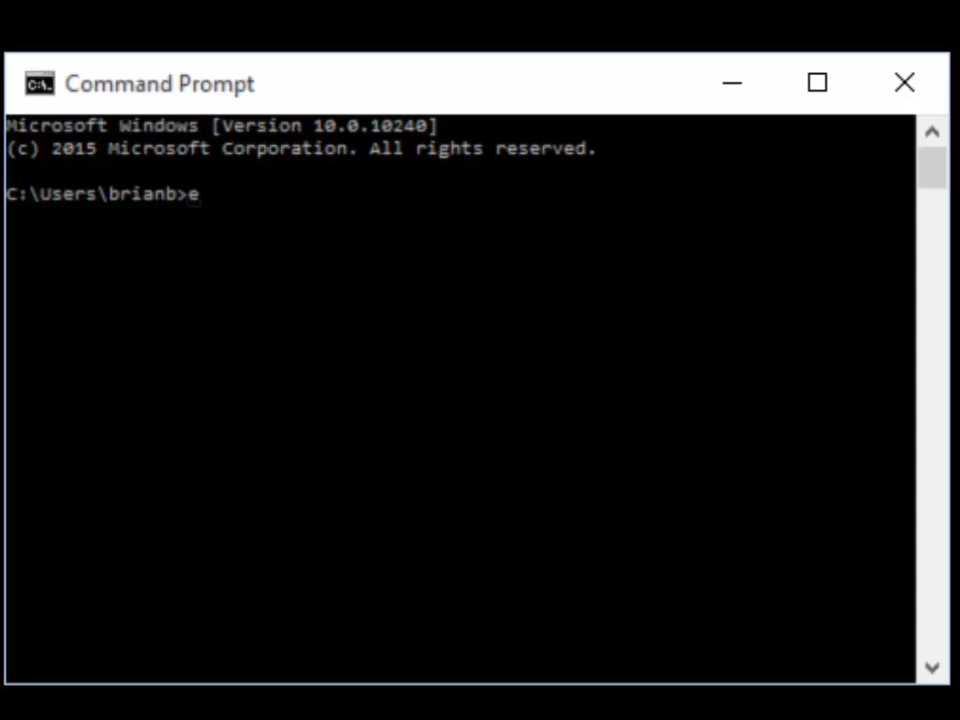 Command Prompt
Microsoft Windows [Version 10.0.10240]
(c) 2015 Microsoft Corporation. All rights reserved.
C:\Users\brianb>e